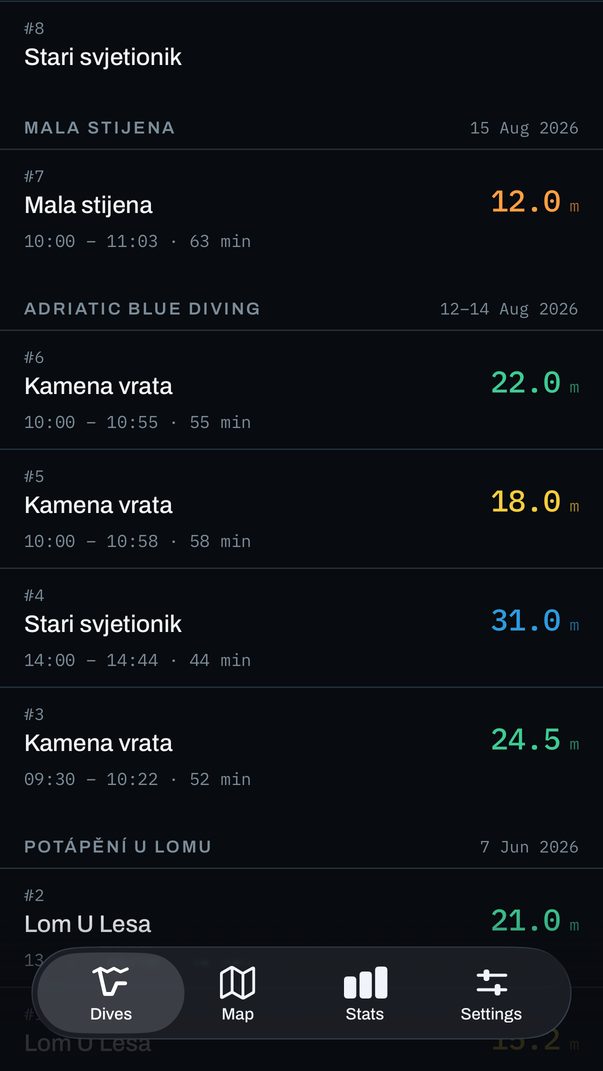 #8
Stari svjetionik
MALA STIJENA 15 Aug 2026
#7
Mala stijena 12.0 m
10:00 – 11:03 · 63 min
ADRIATIC BLUE DIVING 12–14 Aug 2026
#6
Kamena vrata 22.0 m
10:00 – 10:55 · 55 min
#5
Kamena vrata 18.0 m
10:00 – 10:58 · 58 min
#4
Stari svjetionik 31.0 m
14:00 – 14:44 · 44 min
#3
Kamena vrata 24.5 m
09:30 – 10:22 · 52 min
POTÁPĚNÍ U LOMU 7 Jun 2026
#2
Lom U Lesa 21.0 m
Dives Map Stats Settings
Lom U Lesa 15.2 m